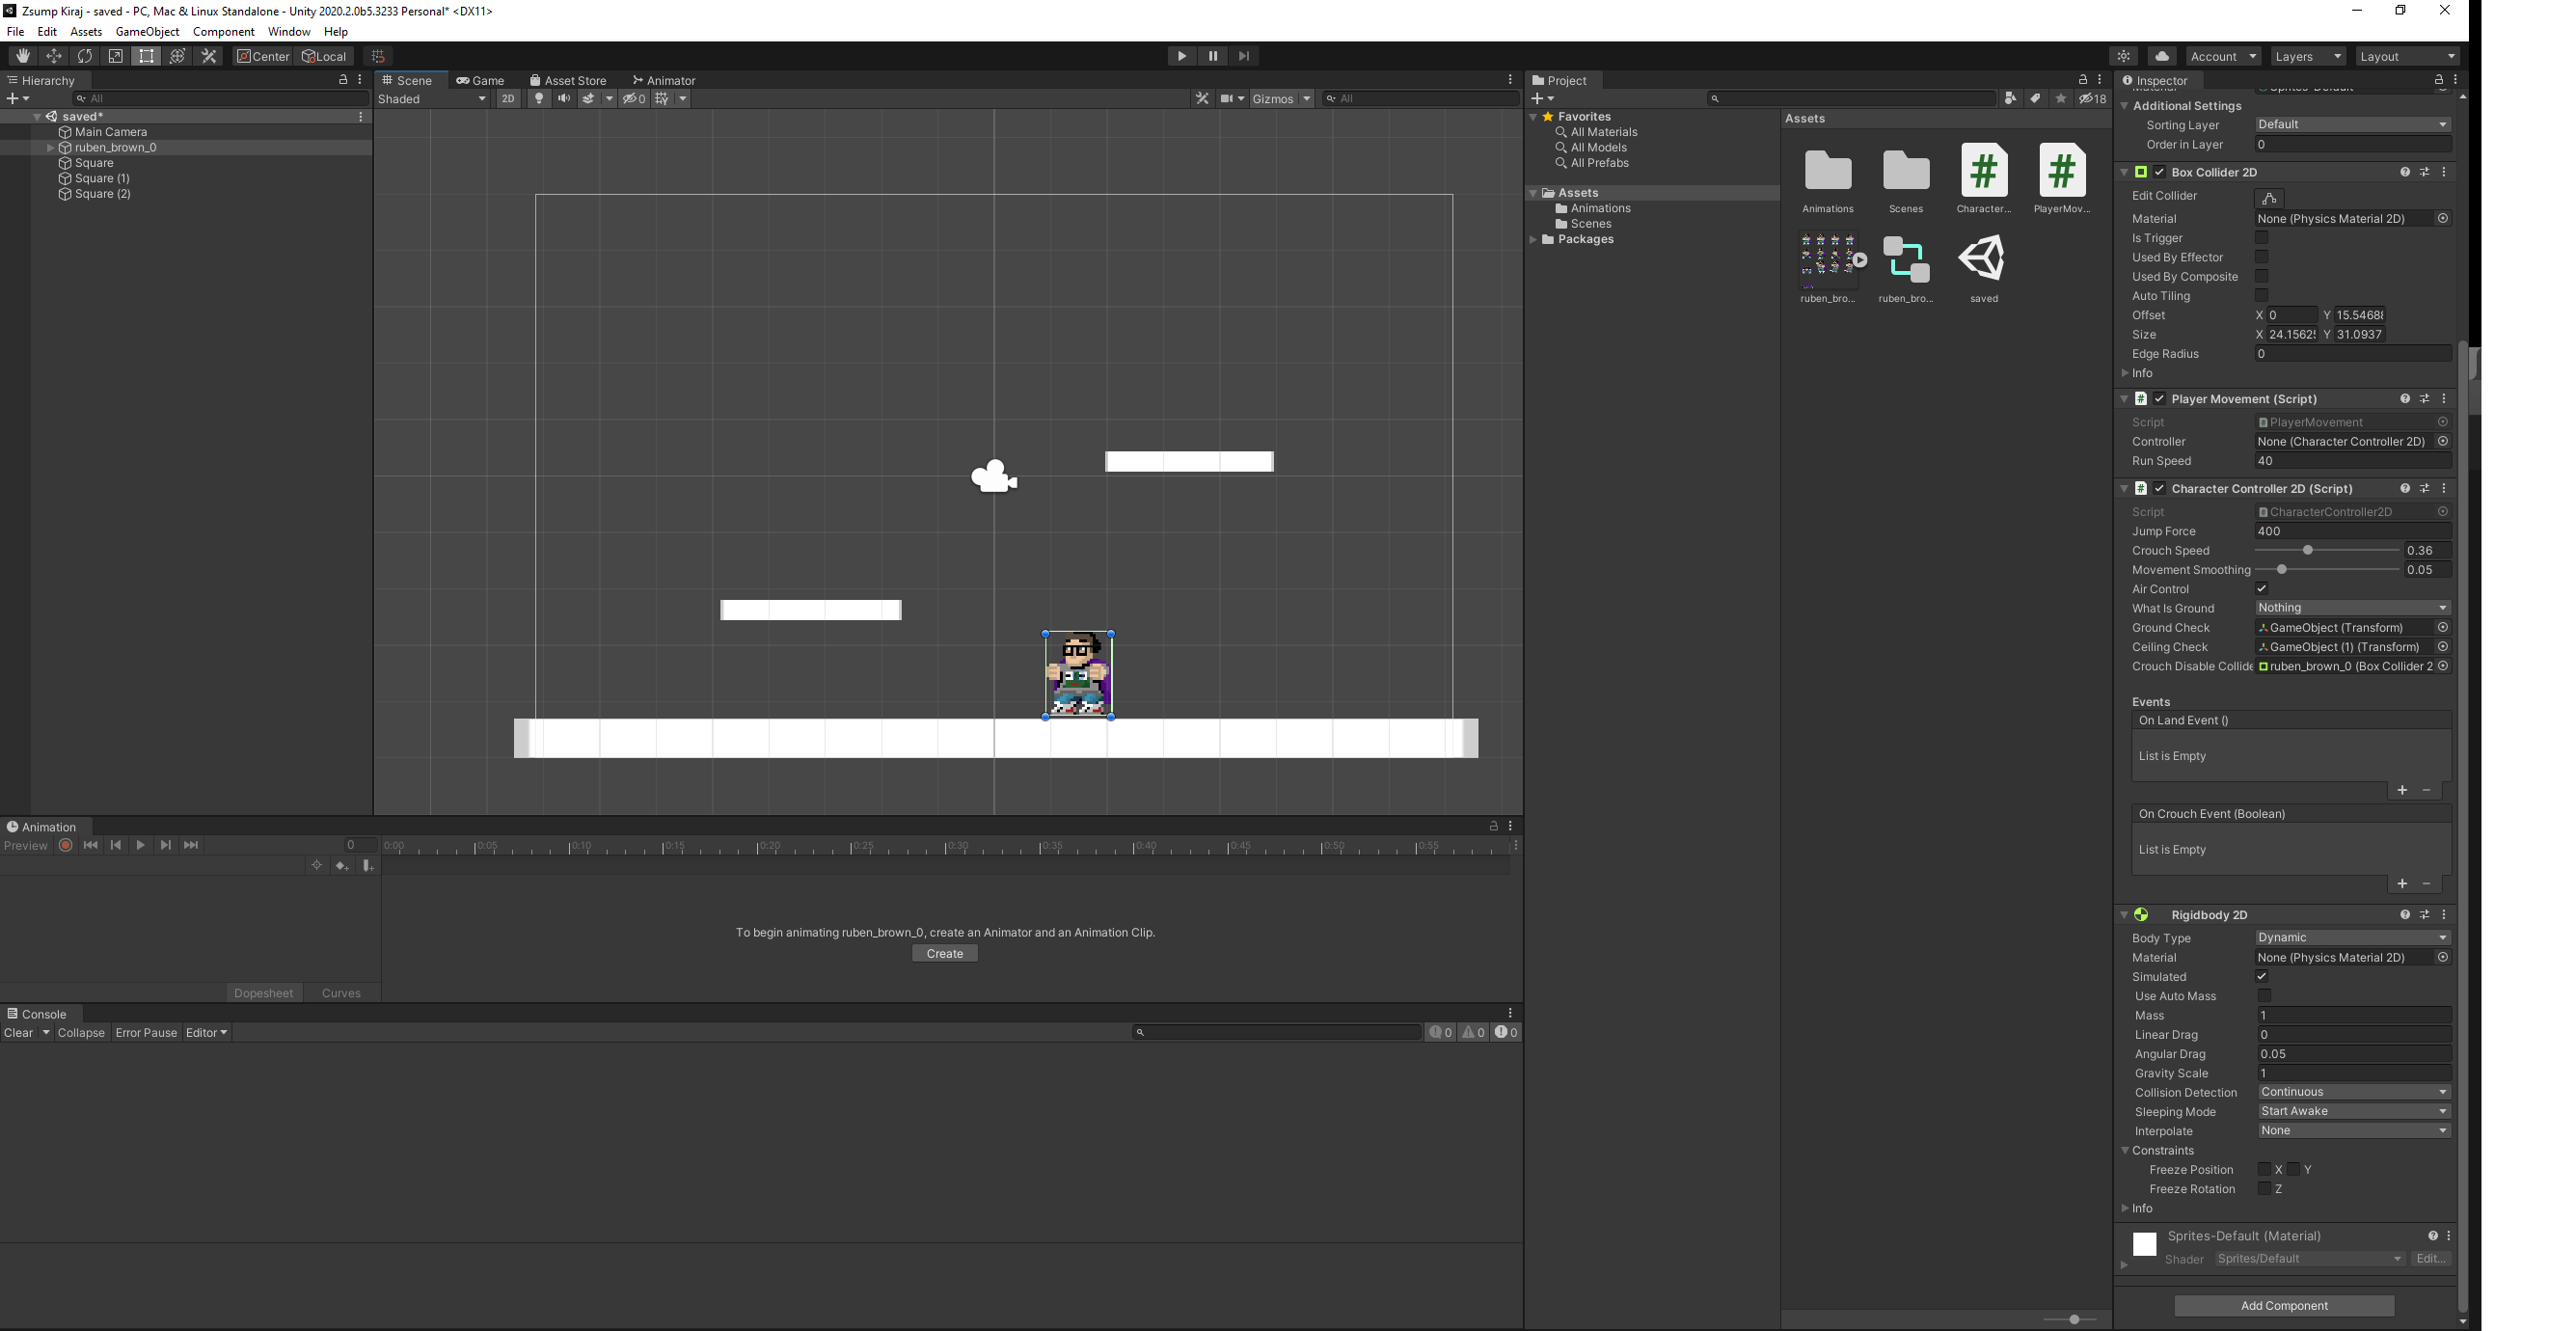 Zsump Kiraj - saved - PC, Mac & Linux Standalone - Unity 2020.2.0b5.3233 Personal* <DX11>
File Edit Assets GameObject Component Window Help
Center Local
Account Layers Layout
Hierarchy
All
saved*
Main Camera
ruben_brown_0
Square
Square (1)
Square (2)
Scene Game Asset Store Animator
Shaded 2D 0 Gizmos All
Project
18
Favorites
All Materials
All Models
All Prefabs
Assets
Animations
Scenes
Packages
Assets
Animations Scenes Character... PlayerMov...
ruben_bro... ruben_bro... saved
Inspector
Additional Settings
Sorting Layer Default
Order in Layer 0
Box Collider 2D
Edit Collider
Material None (Physics Material 2D)
Is Trigger
Used By Effector
Used By Composite
Auto Tiling
Offset X 0 Y 15.5468
Size X 24.1562 Y 31.0937
Edge Radius 0
Info
Player Movement (Script)
Script PlayerMovement
Controller None (Character Controller 2D)
Run Speed 40
Character Controller 2D (Script)
Script CharacterController2D
Jump Force 400
Crouch Speed 0.36
Movement Smoothing 0.05
Air Control
What Is Ground Nothing
Ground Check GameObject (Transform)
Ceiling Check GameObject (1) (Transform)
Crouch Disable Collide ruben_brown_0 (Box Collider 2
Events
On Land Event ()
List is Empty
On Crouch Event (Boolean)
List is Empty
Rigidbody 2D
Body Type Dynamic
Material None (Physics Material 2D)
Simulated
Use Auto Mass
Mass 1
Linear Drag 0
Angular Drag 0.05
Gravity Scale 1
Collision Detection Continuous
Sleeping Mode Start Awake
Interpolate None
Constraints
Freeze Position X Y
Freeze Rotation Z
Info
Sprites-Default (Material)
Shader Sprites/Default Edit...
Add Component
Animation
Preview 0
0:00 0:05 0:10 0:15 0:20 0:25 0:30 0:35 0:40 0:45 0:50 0:55
To begin animating ruben_brown_0, create an Animator and an Animation Clip.
Create
Dopesheet Curves
Console
Clear Collapse Error Pause Editor
0 0 0